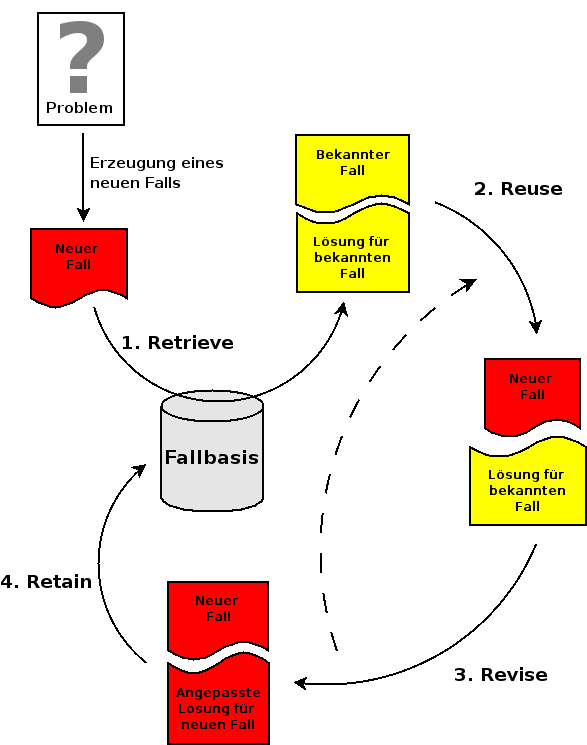 ?
Problem
Erzeugung eines
neuen Falls
Neuer
Fall
Bekannter
Fall
Lösung für
bekannten
Fall
2. Reuse
1. Retrieve
Neuer
Fall
Lösung für
bekannten
Fall
Fallbasis
4. Retain
Neuer
Fall
Angepasste
Lösung für
neuen Fall
3. Revise